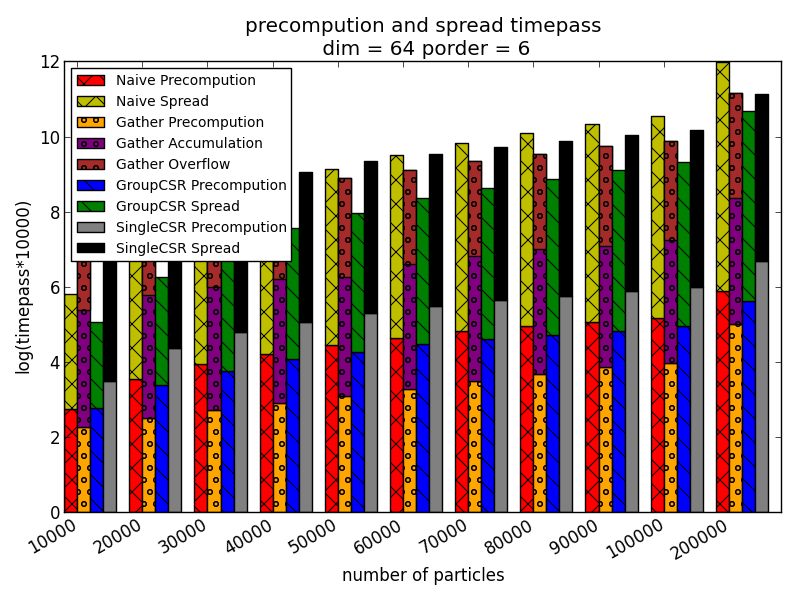 precompution and spread timepass
dim = 64 porder = 6
log(timepass*10000)
12
10
8
6
4
2
0
Naive Precompution
Naive Spread
Gather Precompution
Gather Accumulation
Gather Overflow
GroupCSR Precompution
GroupCSR Spread
SingleCSR Precompution
SingleCSR Spread
10000
20000
30000
40000
50000
60000
70000
80000
90000
100000
200000
number of particles